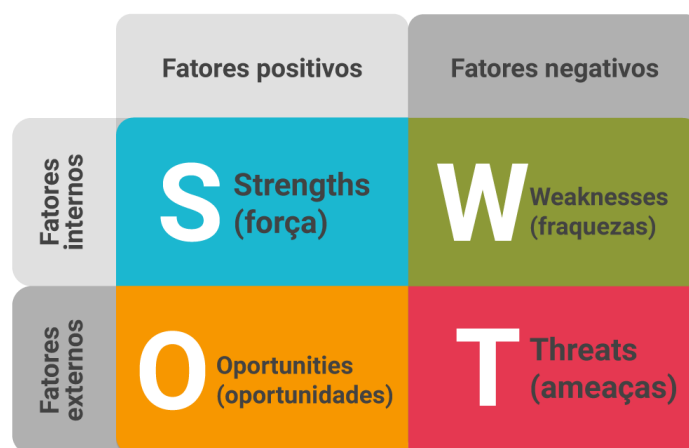 Fatores positivos
Fatores negativos
Fatores
internos
S
Strengths
(força)
W
Weaknesses
(fraquezas)
Fatores
externos
O
Oportunities
(oportunidades)
T
Threats
(ameaças)